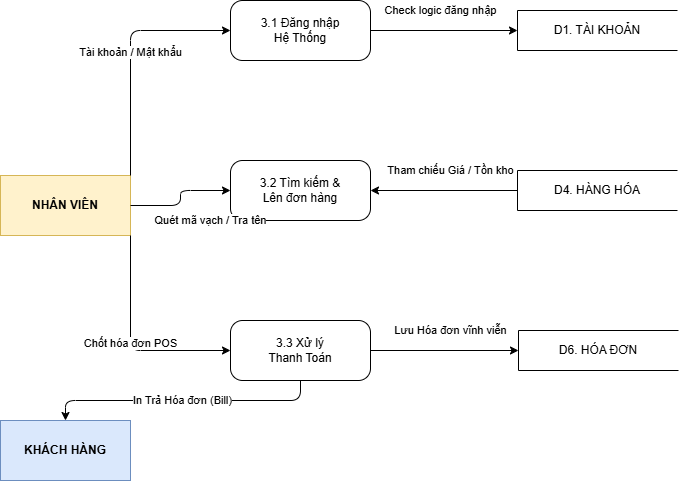 3.1 Đăng nhập
Hệ Thống
Check logic đăng nhập
D1. TÀI KHOẢN
Tài khoản / Mật khẩu
NHÂN VIÊN
3.2 Tìm kiếm &
Lên đơn hàng
Tham chiếu Giá / Tồn kho
D4. HÀNG HÓA
Quét mã vạch / Tra tên
Chốt hóa đơn POS
3.3 Xử lý
Thanh Toán
Lưu Hóa đơn vĩnh viễn
D6. HÓA ĐƠN
In Trả Hóa đơn (Bill)
KHÁCH HÀNG